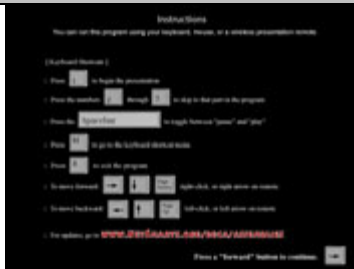 Instructions
You can run this program using your keyboard, mouse, or a wireless presentation remote
[Keyboard Shortcuts]
Press to begin the presentation
Press the numbers through to skip to that part in the program
Press the Spacebar to toggle between "pause" and "play"
Press M to go to the keyboard shortcut menu
Press to exit the program
To move forward: right-click, or right arrow on screen
To move backward: left-click, or left arrow on screen
For updates, go to
Press a "forward" button to continue.